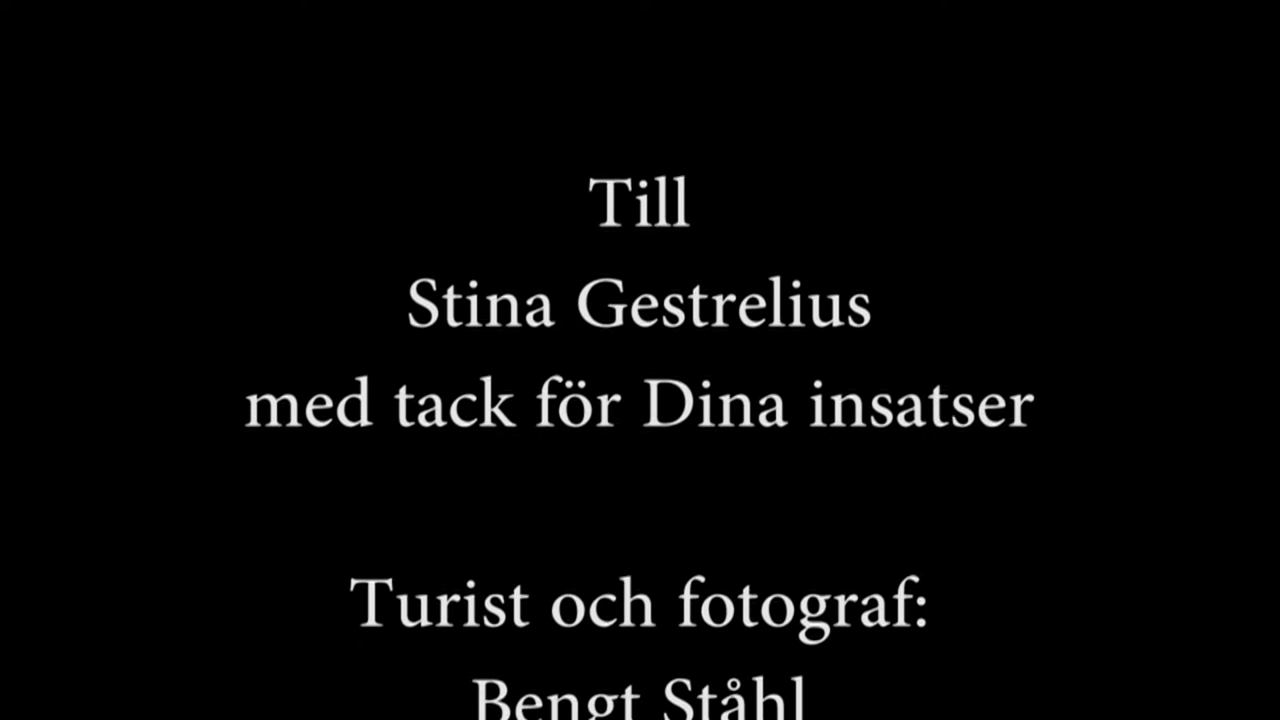 Till
Stina Gestrelius
med tack för Dina insatser
Turist och fotograf:
Bengt Ståhl